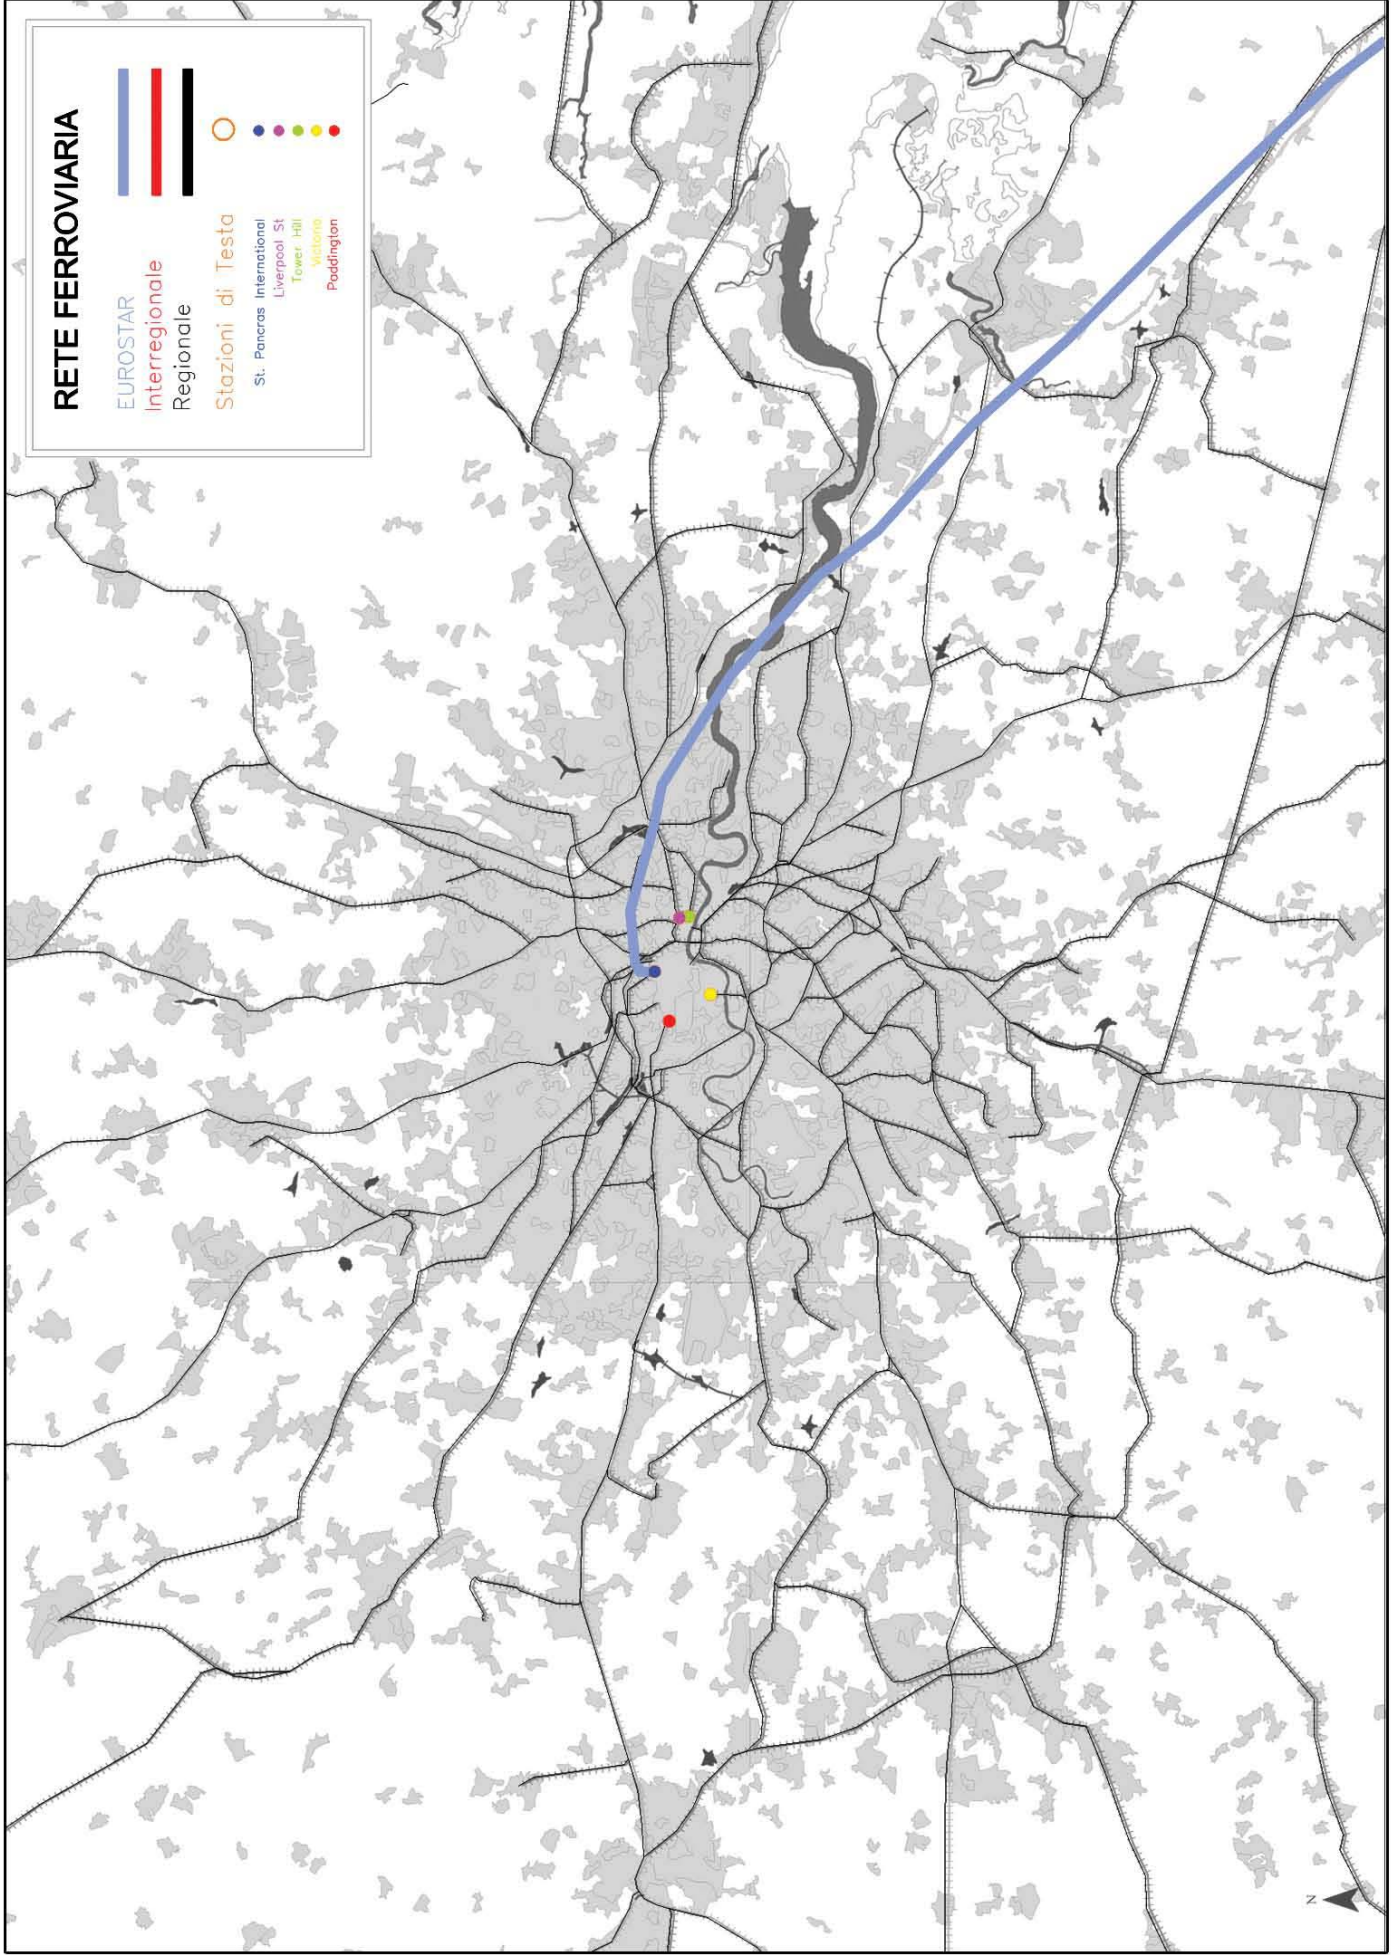 RETE FERROVIARIA
EUROSTAR
Interregionale
Regionale
Stazioni di Testa
St. Pancras International
Liverpool St
Tower Hill
Victoria
Paddington
N